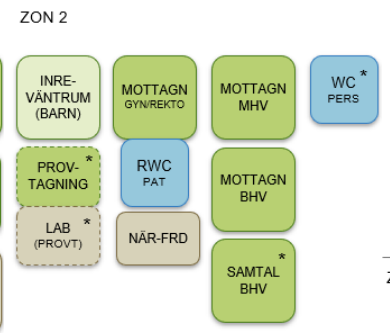 ZON 2
INRE-
VÄNTRUM
(BARN)
MOTTAGN
GYN/REKTO
MOTTAGN
MHV
WC *
PERS
PROV- *
TAGNING
RWC
PAT
MOTTAGN
BHV
LAB *
(PROVT)
NÄR-FRD
*
SAMTAL
BHV